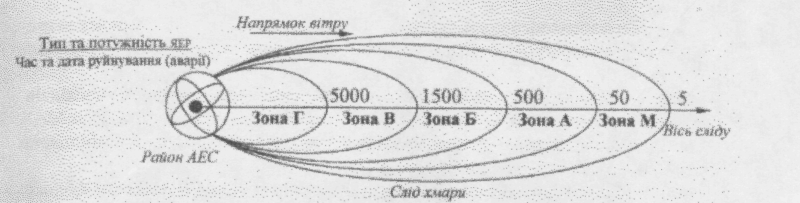 Напрямок вітру
Тип та потужність ЯЕР
Час та дата руйнування (аварії)
5000 1500 500 50 5
Зона Г Зона В Зона Б Зона А Зона М
Вісь сліду
Район АЕС
Слід хмари